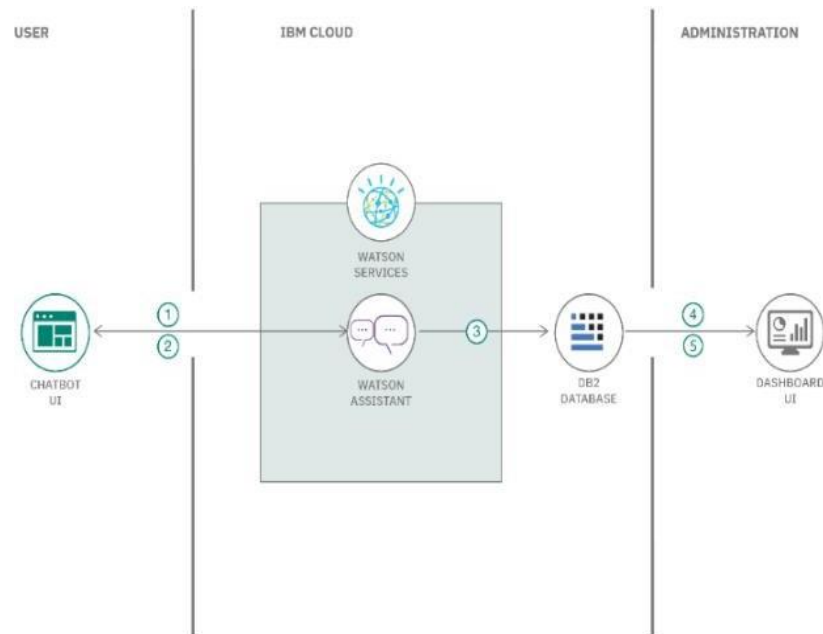 USER
IBM CLOUD
ADMINISTRATION
WATSON
SERVICES
1
2
3
4
5
CHATBOT
UI
WATSON
ASSISTANT
DB2
DATABASE
DASHBOARD
UI